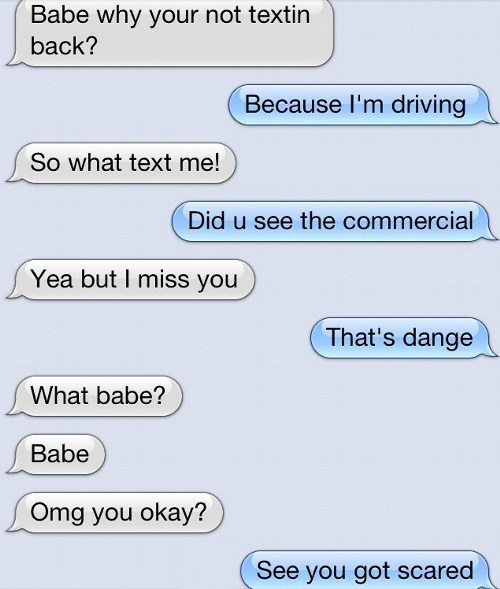 Babe why your not textin
back?
Because I'm driving
So what text me!
Did u see the commercial
Yea but I miss you
That's dange
What babe?
Babe
Omg you okay?
See you got scared